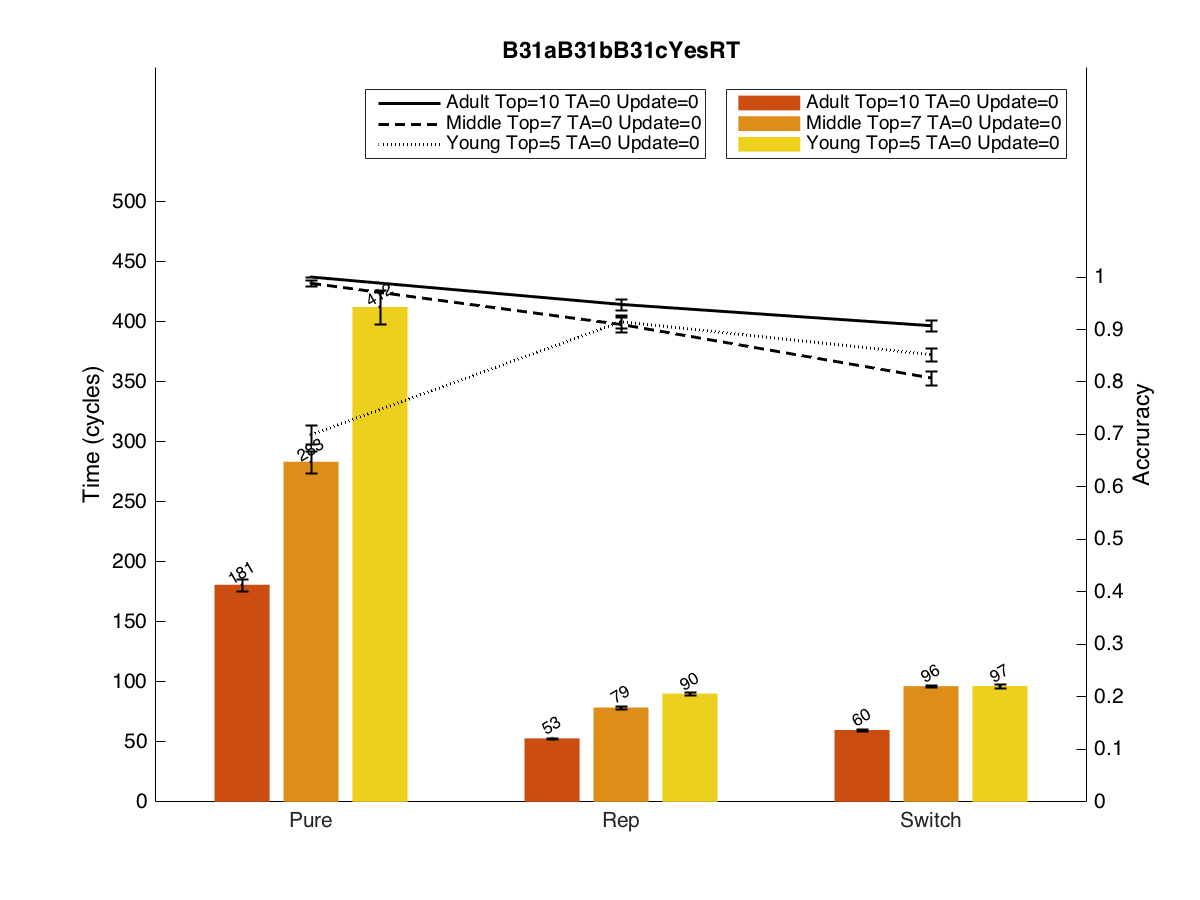 B31aB31bB31cYesRT
Adult Top=10 TA=0 Update=0
Middle Top=7 TA=0 Update=0
Young Top=5 TA=0 Update=0
Adult Top=10 TA=0 Update=0
Middle Top=7 TA=0 Update=0
Young Top=5 TA=0 Update=0
Time (cycles)
500
450
400
350
300
250
200
150
100
50
0
181
283
412
53
79
90
60
96
97
Pure
Rep
Switch
1
0.9
0.8
0.7
0.6
0.5
0.4
0.3
0.2
0.1
0
Accruracy